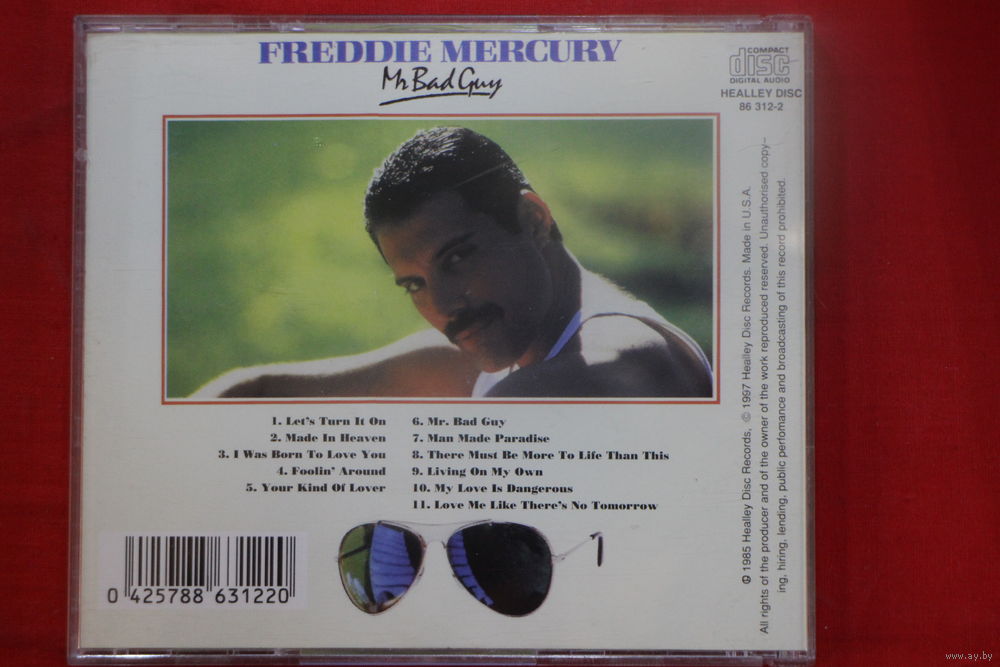 FREDDIE MERCURY
Mr Bad Guy
COMPACT
disc
DIGITAL AUDIO
HEALLEY DISC
86 312-2
1. Let's Turn It On
2. Made In Heaven
3. I Was Born To Love You
4. Foolin' Around
5. Your Kind Of Lover
6. Mr. Bad Guy
7. Man Made Paradise
8. There Must Be More To Life Than This
9. Living On My Own
10. My Love Is Dangerous
11. Love Me Like There's No Tomorrow
0 425788 631220
℗ 1985 Healley Disc Records, © 1997 Healley Disc Records. Made in U.S.A.
All rights of the producer and of the owner of the work reproduced reserved. Unauthorised copy-
ing, hiring, lending, public perfomance and broadcasting of this record prohibited.
www.ay.by